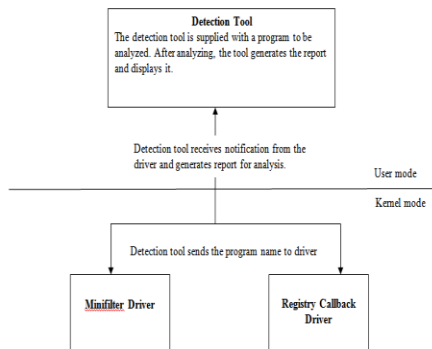 Detection Tool
The detection tool is supplied with a program to be
analyzed. After analyzing, the tool generates the report
and displays it.
Detection tool receives notification from the
driver and generates report for analysis.
User mode
Kernel mode
Detection tool sends the program name to driver
Minifilter Driver
Registry Callback
Driver